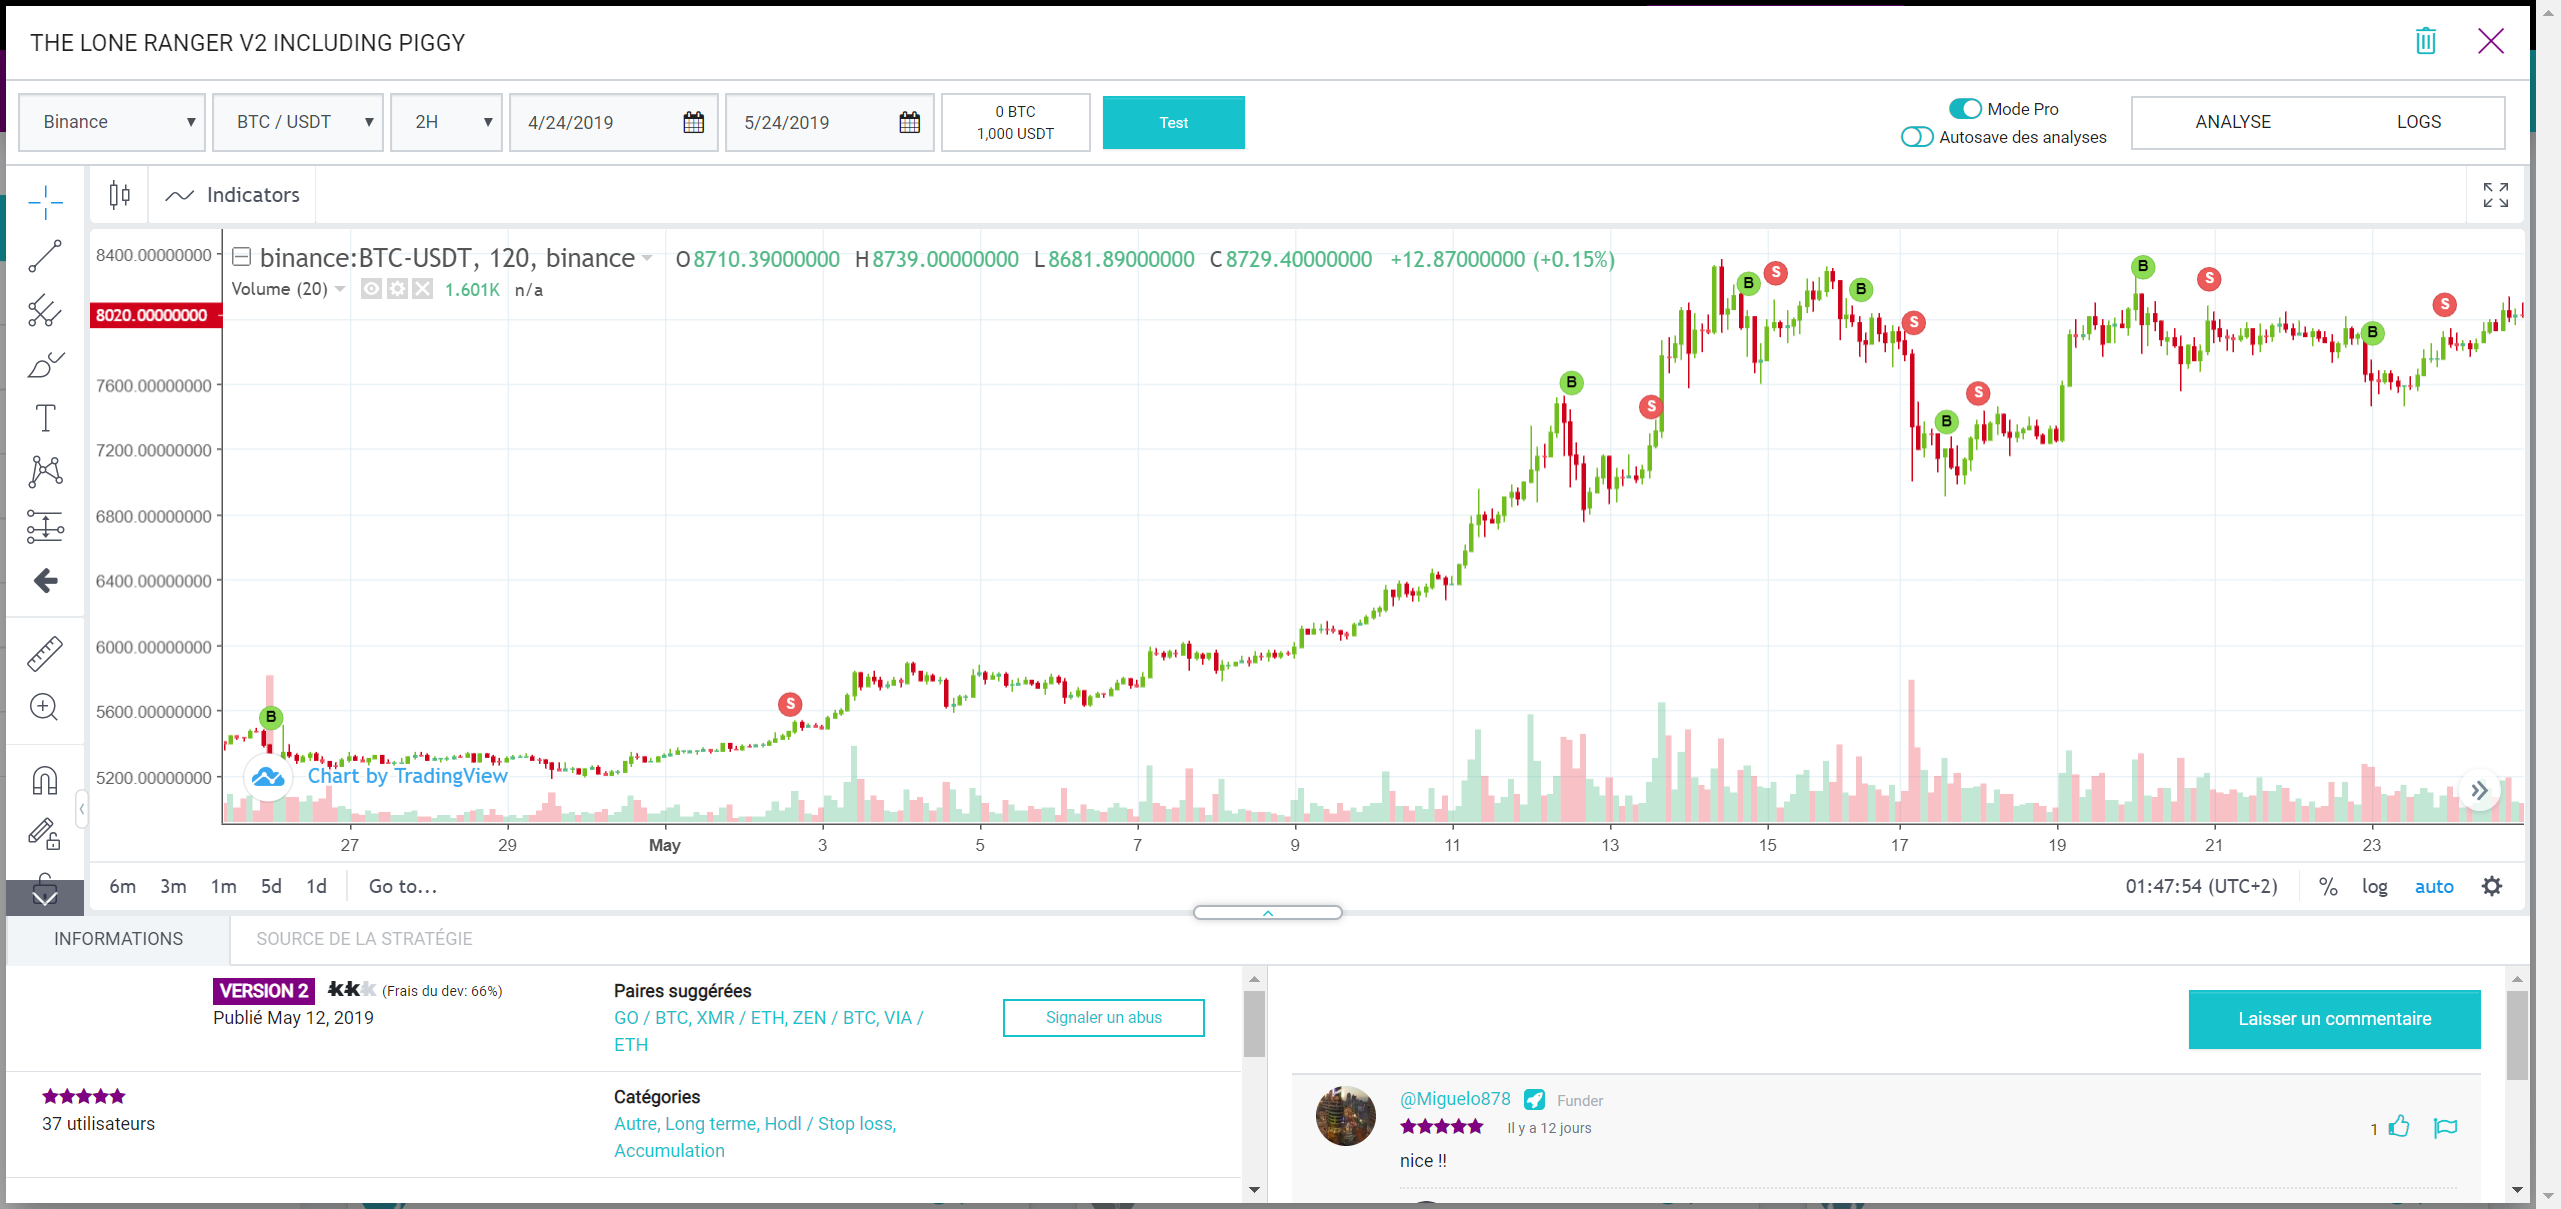 THE LONE RANGER V2 INCLUDING PIGGY
Binance
BTC / USDT
2H
4/24/2019
5/24/2019
0 BTC
1,000 USDT
Test
Mode Pro
Autosave des analyses
ANALYSE
LOGS
Indicators
binance:BTC-USDT, 120, binance O8710.39000000 H8739.00000000 L8681.89000000 C8729.40000000 +12.87000000 (+0.15%)
Volume (20) 1.601K n/a
8400.00000000
8020.00000000
7600.00000000
7200.00000000
6800.00000000
6400.00000000
6000.00000000
5600.00000000
5200.00000000
B
S
B
S
B
S
B
S
B
S
B
S
B
S
Chart by TradingView
27 29 May 3 5 7 9 11 13 15 17 19 21 23
6m 3m 1m 5d 1d Go to...
01:47:54 (UTC+2) % log auto
INFORMATIONS
SOURCE DE LA STRATÉGIE
VERSION 2 (Frais du dev: 66%)
Publié May 12, 2019
Paires suggérées
GO / BTC, XMR / ETH, ZEN / BTC, VIA /
ETH
Signaler un abus
37 utilisateurs
Catégories
Autre, Long terme, Hodl / Stop loss,
Accumulation
Laisser un commentaire
@Miguelo878 Funder
Il y a 12 jours
1
nice !!